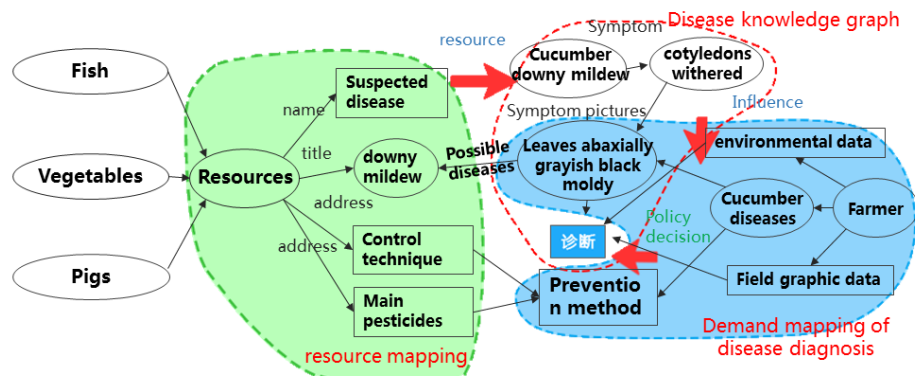 Disease knowledge graph
Symptom
resource
Fish
Cucumber
downy mildew
cotyledons
withered
Suspected
disease
name
Symptom pictures
Influence
Vegetables
Resources
title
downy
mildew
Possible
diseases
Leaves abaxially
grayish black
moldy
environmental data
address
Cucumber
diseases
Farmer
address
Control
technique
诊断
Policy
decision
Pigs
Main
pesticides
Preventio
n method
Field graphic data
resource mapping
Demand mapping of
disease diagnosis